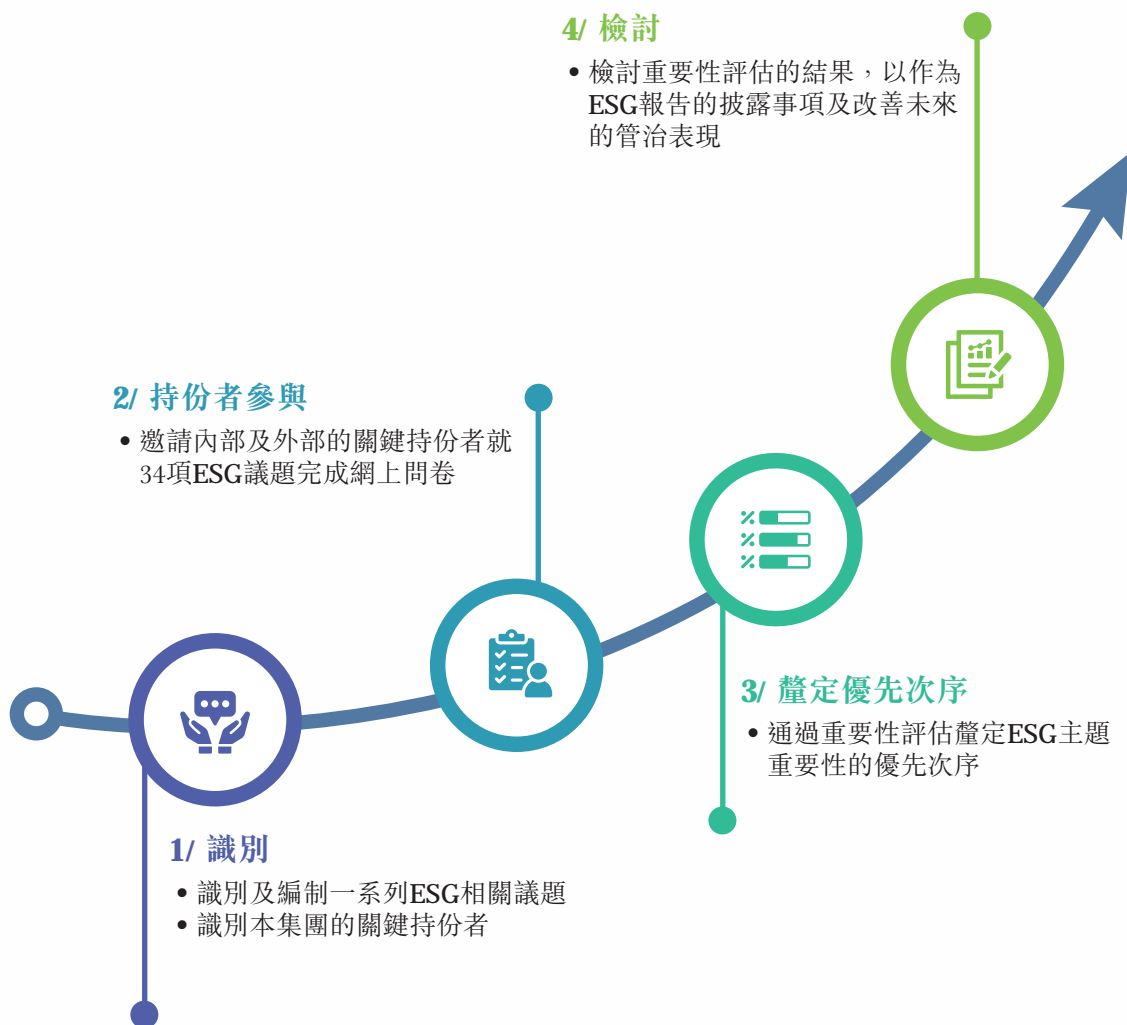 4/ 檢討
• 檢討重要性評估的結果，以作為
ESG報告的披露事項及改善未來
的管治表現
2/ 持份者參與
• 邀請內部及外部的關鍵持份者就
34項ESG議題完成網上問卷
3/ 釐定優先次序
• 通過重要性評估釐定ESG主題
重要性的優先次序
1/ 識別
• 識別及編制一系列ESG相關議題
• 識別本集團的關鍵持份者